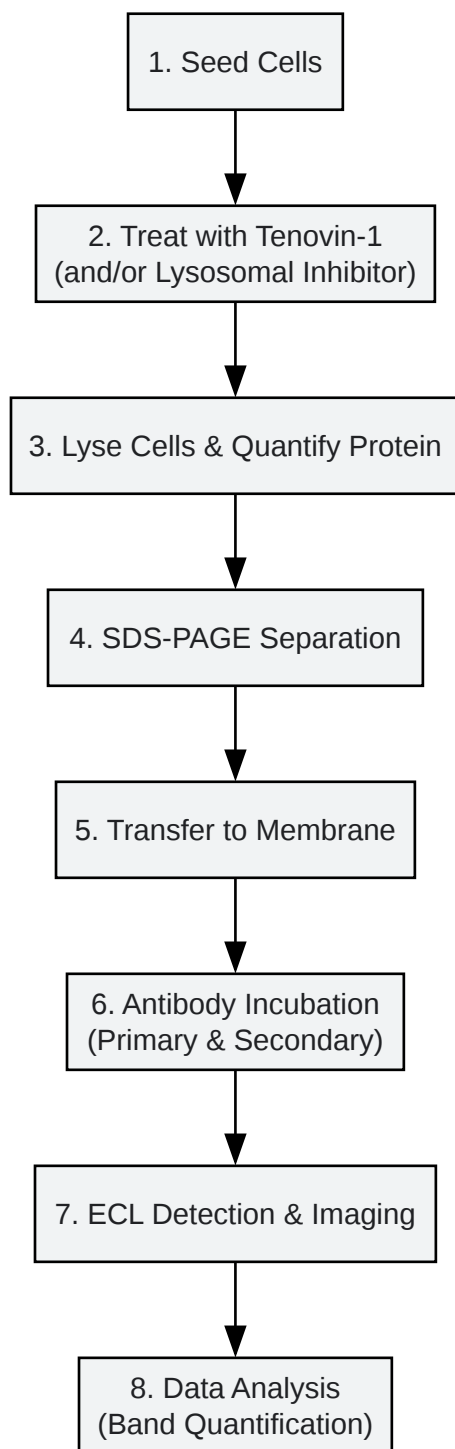 1. Seed Cells
2. Treat with Tenovin-1
(and/or Lysosomal Inhibitor)
3. Lyse Cells & Quantify Protein
4. SDS-PAGE Separation
5. Transfer to Membrane
6. Antibody Incubation
(Primary & Secondary)
7. ECL Detection & Imaging
8. Data Analysis
(Band Quantification)